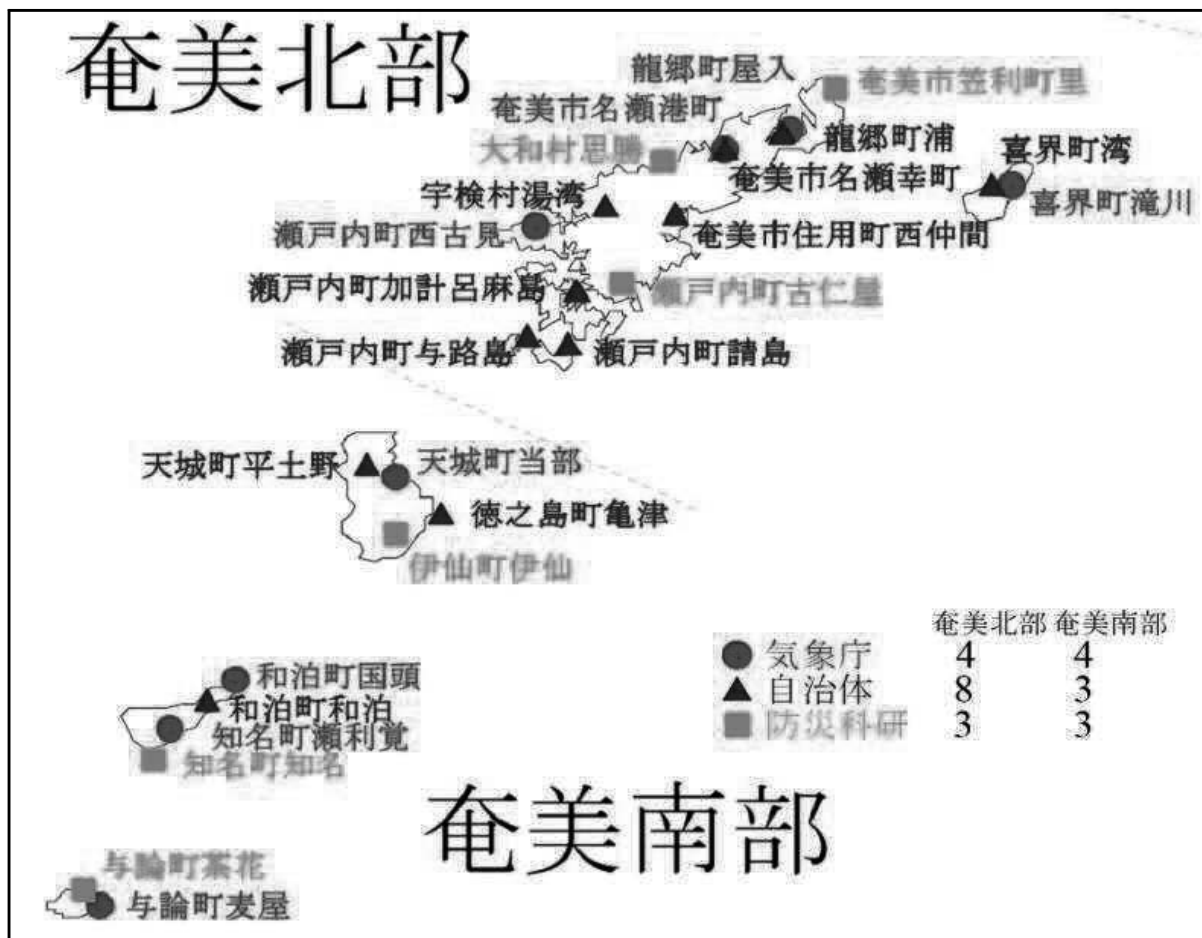 奄美北部
龍郷町屋入
奄美市笠利町里
奄美市名瀬港町
大和村思勝
龍郷町浦
喜界町湾
奄美市名瀬幸町
宇検村湯湾
喜界町滝川
瀬戸内町西古見
奄美市住用町西仲間
瀬戸内町加計呂麻島
瀬戸内町古仁屋
瀬戸内町与路島
瀬戸内町請島
天城町平土野
天城町当部
徳之島町亀津
伊仙町伊仙
奄美北部 奄美南部
気象庁 4 4
自治体 8 3
防災科研 3 3
和泊町国頭
和泊町和泊
知名町瀬利覚
知名町知名
奄美南部
与論町茶花
与論町麦屋